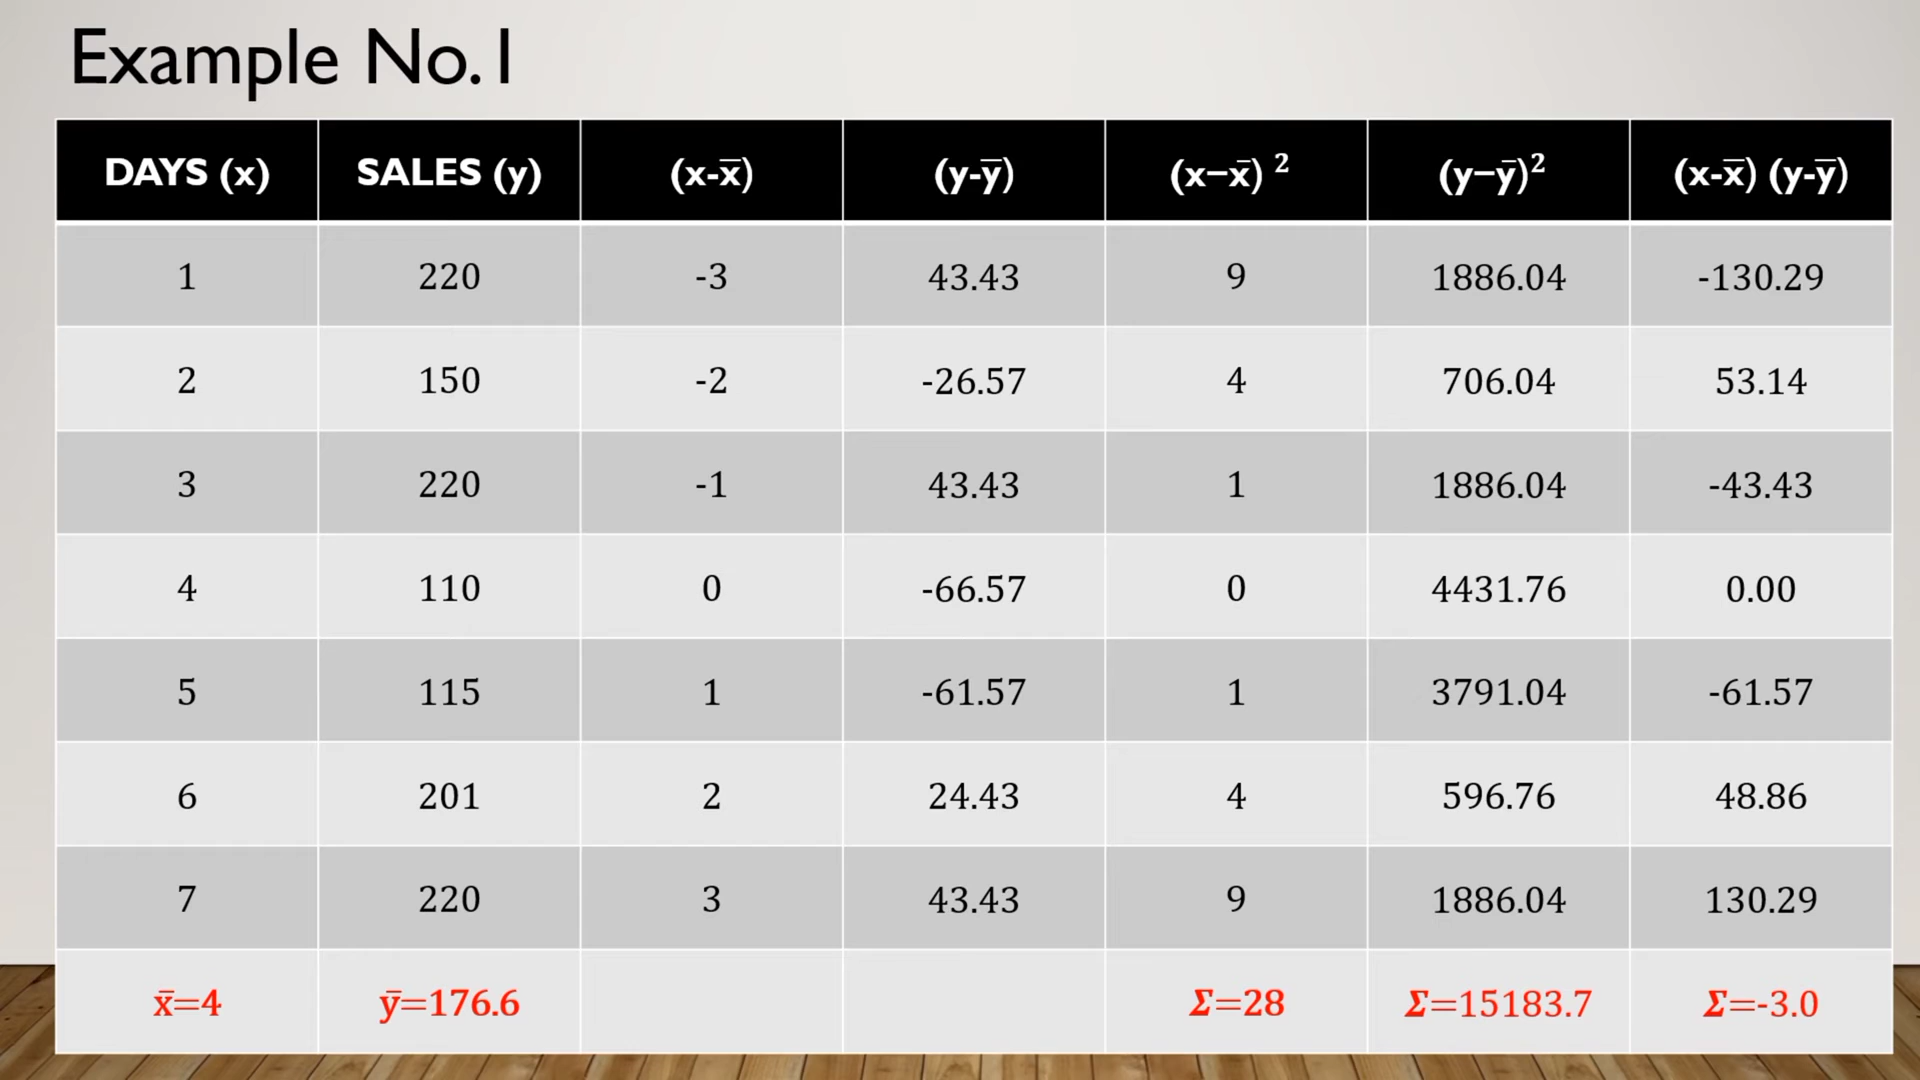 Example No.1
DAYS (x) SALES (y) (x-x̅) (y-y̅) (x−x̄) ² (y−ȳ)² (x-x̅) (y-y̅)
1 220 -3 43.43 9 1886.04 -130.29
2 150 -2 -26.57 4 706.04 53.14
3 220 -1 43.43 1 1886.04 -43.43
4 110 0 -66.57 0 4431.76 0.00
5 115 1 -61.57 1 3791.04 -61.57
6 201 2 24.43 4 596.76 48.86
7 220 3 43.43 9 1886.04 130.29
x̄=4 ȳ=176.6 Σ=28 Σ=15183.7 Σ=-3.0